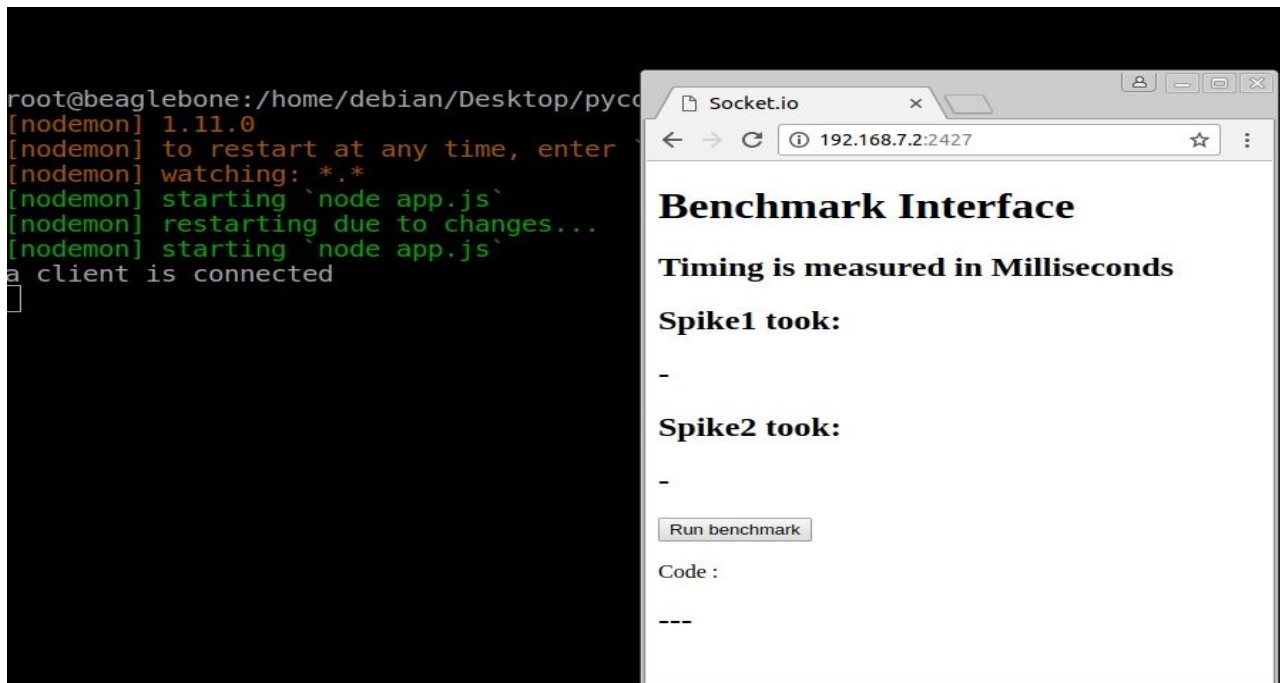 root@beaglebone:/home/debian/Desktop/pyco
[nodemon] 1.11.0
[nodemon] to restart at any time, enter `
[nodemon] watching: *.*
[nodemon] starting `node app.js`
[nodemon] restarting due to changes...
[nodemon] starting `node app.js`
a client is connected
Socket.io
192.168.7.2:2427
Benchmark Interface
Timing is measured in Milliseconds
Spike1 took:
-
Spike2 took:
-
Run benchmark
Code :
---